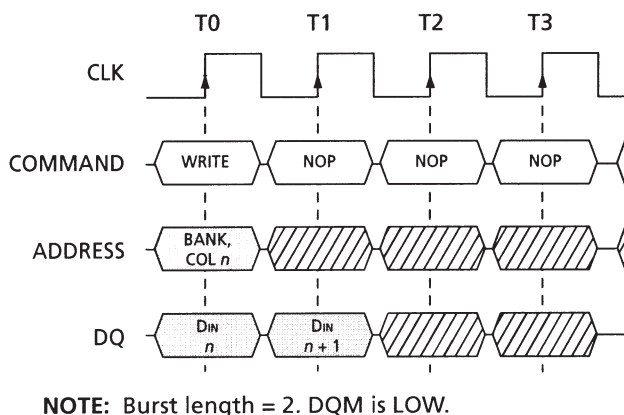 T0 T1 T2 T3
CLK
COMMAND WRITE NOP NOP NOP
ADDRESS BANK,
COL n
DQ DIN DIN
n n + 1
NOTE: Burst length = 2. DQM is LOW.